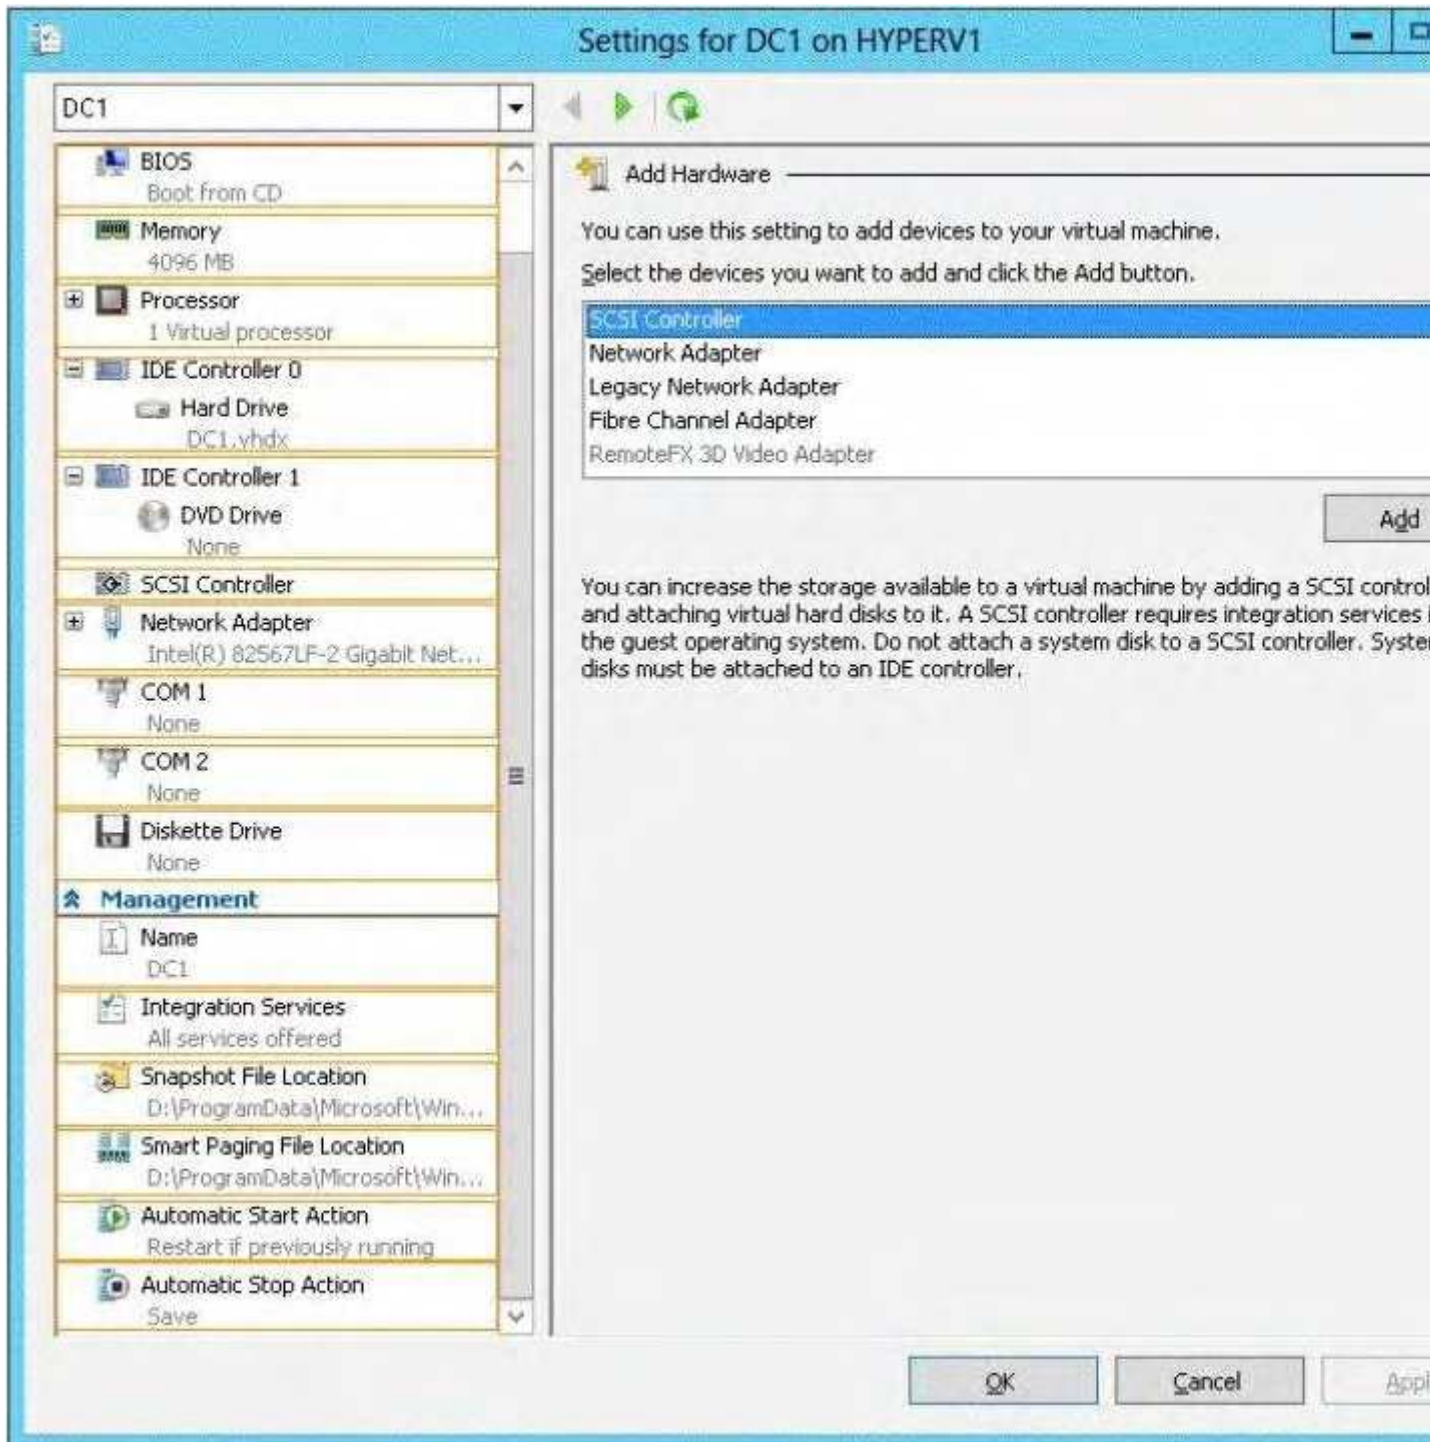 Settings for DC1 on HYPERV1
DC1
BIOS
Boot from CD
Memory
4096 MB
Processor
1 Virtual processor
IDE Controller 0
Hard Drive
DC1.vhdx
IDE Controller 1
DVD Drive
None
SCSI Controller
Network Adapter
Intel(R) 82567LF-2 Gigabit Net...
COM 1
None
COM 2
None
Diskette Drive
None
Management
Name
DC1
Integration Services
All services offered
Snapshot File Location
D:\ProgramData\Microsoft\Win...
Smart Paging File Location
D:\ProgramData\Microsoft\Win...
Automatic Start Action
Restart if previously running
Automatic Stop Action
Save
Add Hardware
You can use this setting to add devices to your virtual machine.
Select the devices you want to add and click the Add button.
SCSI Controller
Network Adapter
Legacy Network Adapter
Fibre Channel Adapter
RemoteFX 3D Video Adapter
Add
You can increase the storage available to a virtual machine by adding a SCSI control
and attaching virtual hard disks to it. A SCSI controller requires integration services i
the guest operating system. Do not attach a system disk to a SCSI controller. Syste
disks must be attached to an IDE controller.
OK
Cancel
Appl